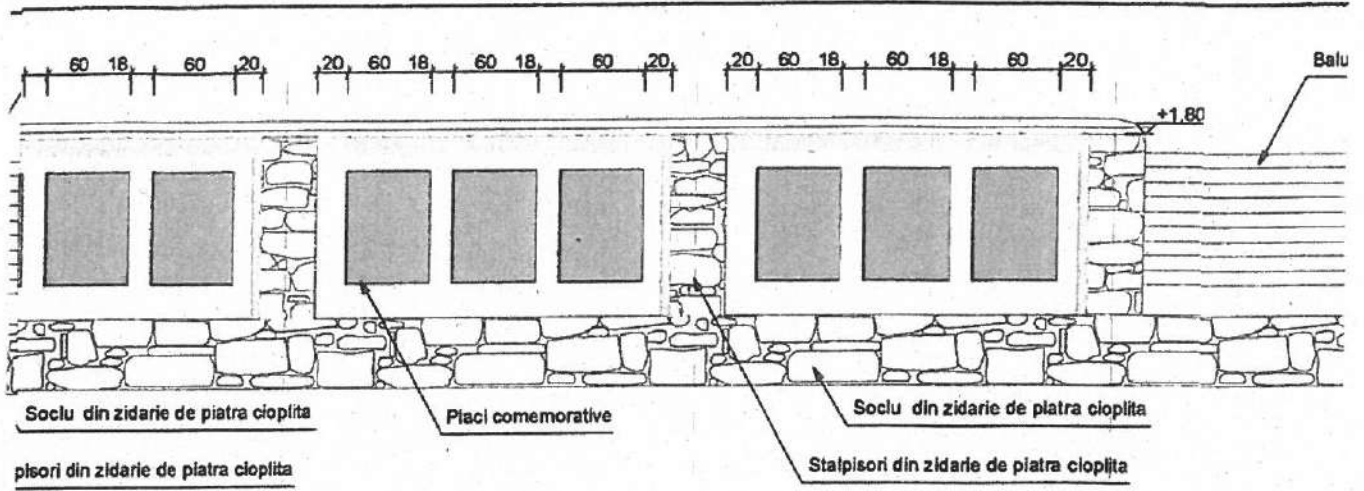 60 18 60 20 20 60 18 60 18 60 20 20 60 18 60 18 60 20
Balu
+1.80
Soclu din zidarie de piatra cioplita
Placi comemorative
Soclu din zidarie de piatra cioplita
pisori din zidarie de piatra cioplita
Stalpisori din zidarie de piatra cioplita